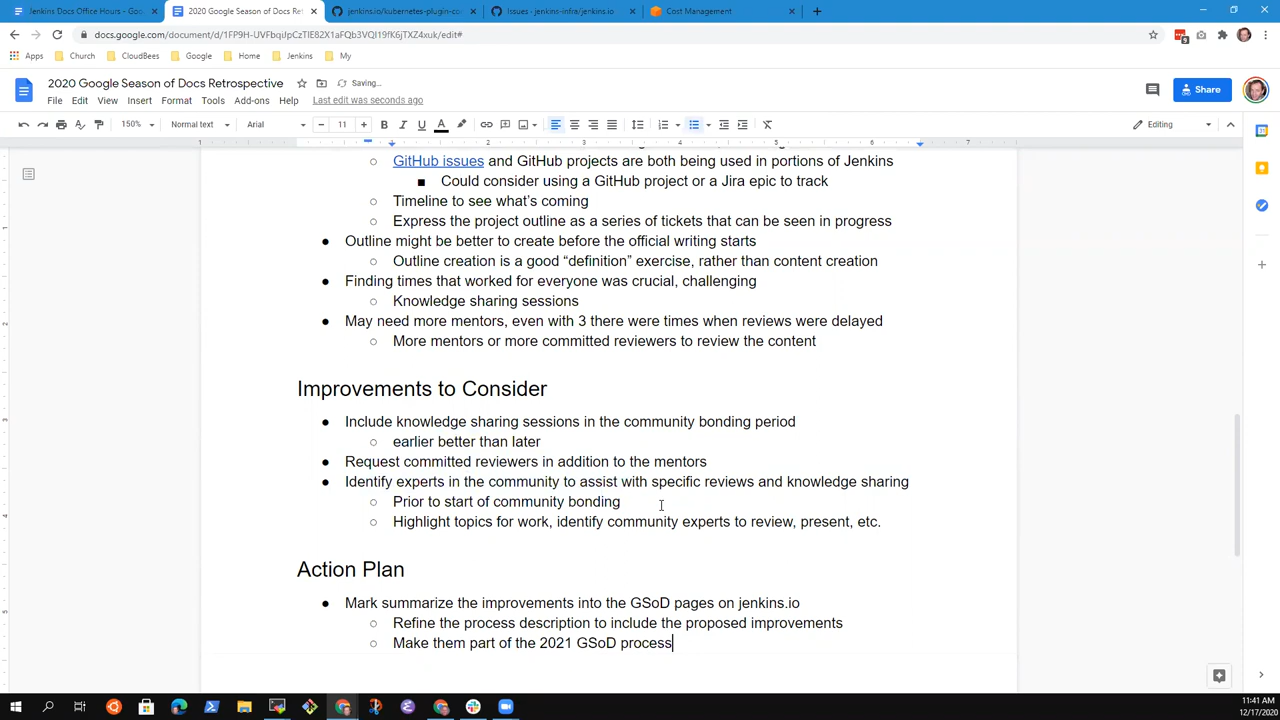 Jenkins Docs Office Hours - Goo
2020 Google Season of Docs Ret
jenkins.io/kubernetes-plugin-co
Issues · jenkins-infra/jenkins.io
Cost Management
docs.google.com/document/d/1FP9H-UVFbqUpCzTlE82X1aFQb3VQI19fK6jTXZ4xuk/edit#
Apps
Church
CloudBees
Google
Home
Jenkins
My
2020 Google Season of Docs Retrospective
Saving...
File Edit View Insert Format Tools Add-ons Help Last edit was seconds ago
Share
150% Normal text Arial 11 Editing
GitHub issues and GitHub projects are both being used in portions of Jenkins
Could consider using a GitHub project or a Jira epic to track
Timeline to see what's coming
Express the project outline as a series of tickets that can be seen in progress
Outline might be better to create before the official writing starts
Outline creation is a good “definition” exercise, rather than content creation
Finding times that worked for everyone was crucial, challenging
Knowledge sharing sessions
May need more mentors, even with 3 there were times when reviews were delayed
More mentors or more committed reviewers to review the content
Improvements to Consider
Include knowledge sharing sessions in the community bonding period
earlier better than later
Request committed reviewers in addition to the mentors
Identify experts in the community to assist with specific reviews and knowledge sharing
Prior to start of community bonding
Highlight topics for work, identify community experts to review, present, etc.
Action Plan
Mark summarize the improvements into the GSoD pages on jenkins.io
Refine the process description to include the proposed improvements
Make them part of the 2021 GSoD process
11:41 AM
12/17/2020